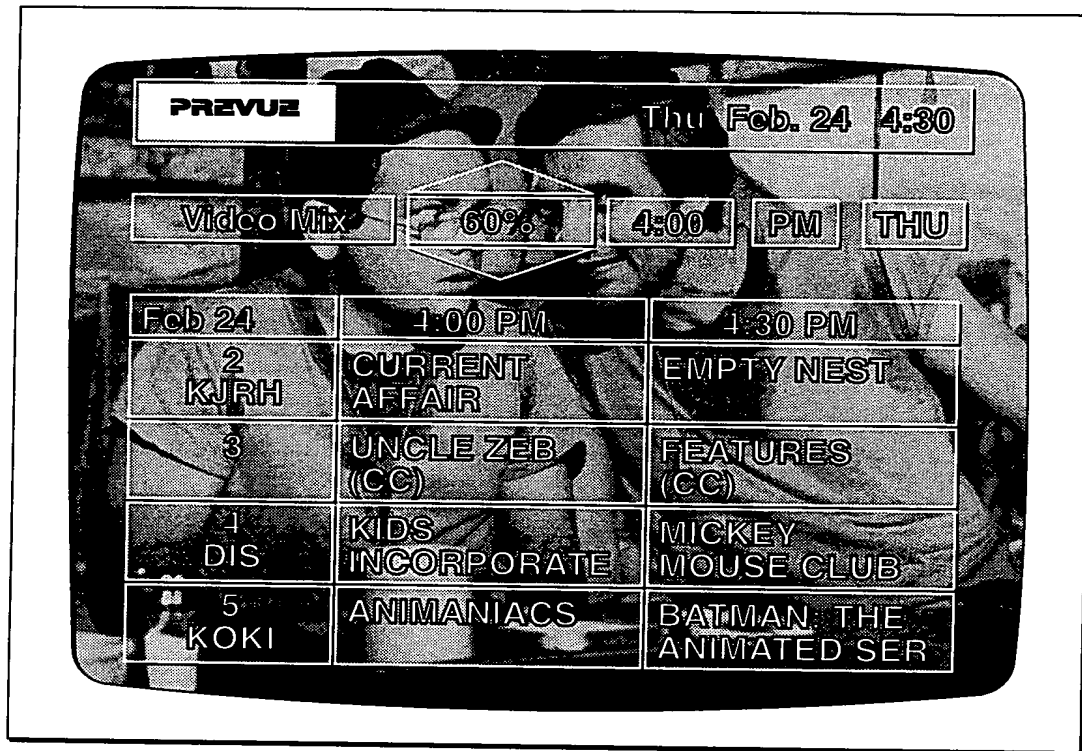 PREVUE Thu Feb. 24 4:30
Video Mix 60% 4:00 PM THU
Feb 24 4:00 PM 4:30 PM
2 KJRH CURRENT AFFAIR EMPTY NEST
3 UNCLE ZEB (CC) FEATURES (CC)
4 DIS KIDS INCORPORATE MICKEY MOUSE CLUB
5 KOKI ANIMANIACS BATMAN: THE ANIMATED SER